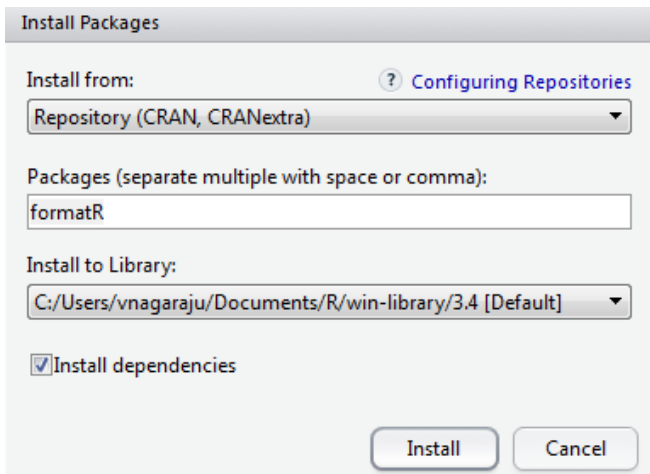 Install Packages
Install from:
? Configuring Repositories
Repository (CRAN, CRANextra)
Packages (separate multiple with space or comma):
formatR
Install to Library:
C:/Users/vnagaraju/Documents/R/win-library/3.4 [Default]
Install dependencies
Install Cancel